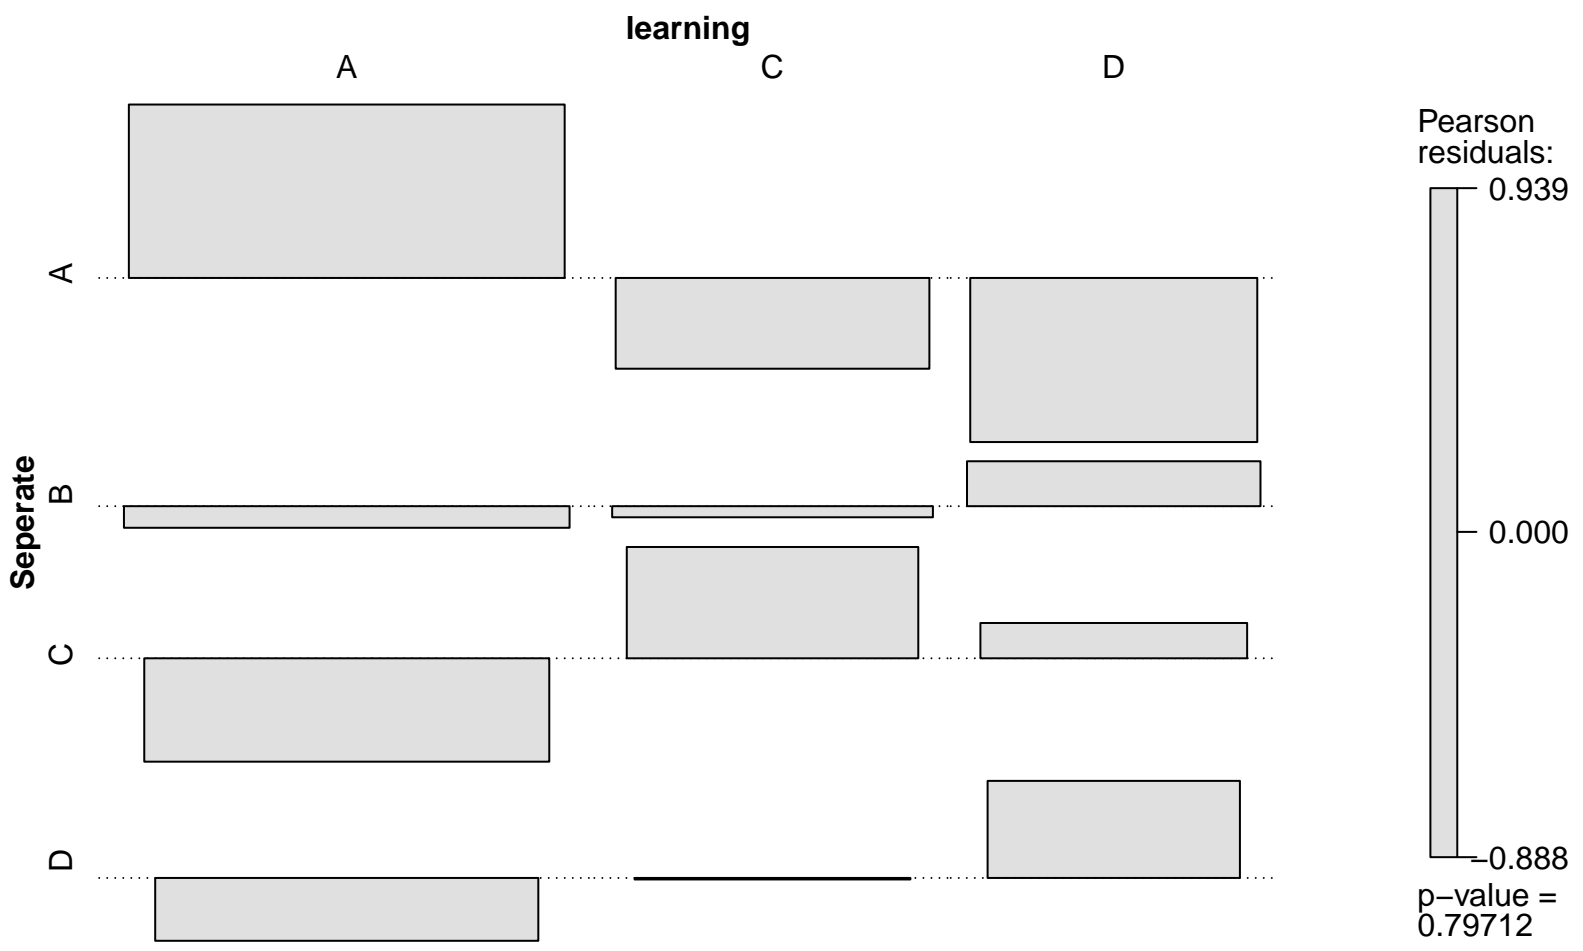 learning
A
C
D
Seperate
A
B
C
D
Pearson
residuals:
0.939
0.000
−0.888
p−value =
0.79712